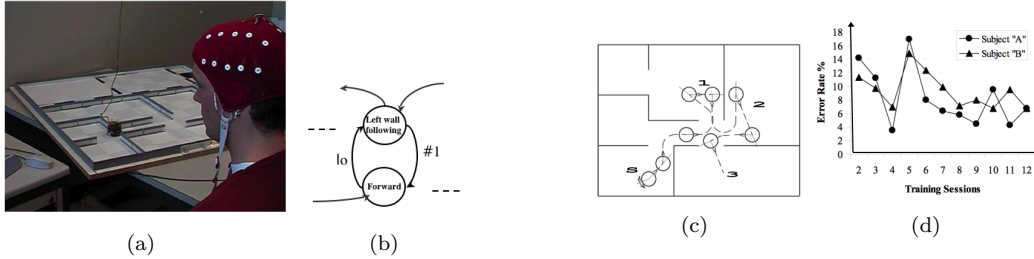 Left wall
following
lo
#1
Forward
1
2
3
S
18
16
14
12
10
8
6
4
2
0
Error Rate %
Subject "A"
Subject "B"
2 3 4 5 6 7 8 9 10 11 12
Training Sessions
(a) (b) (c) (d)